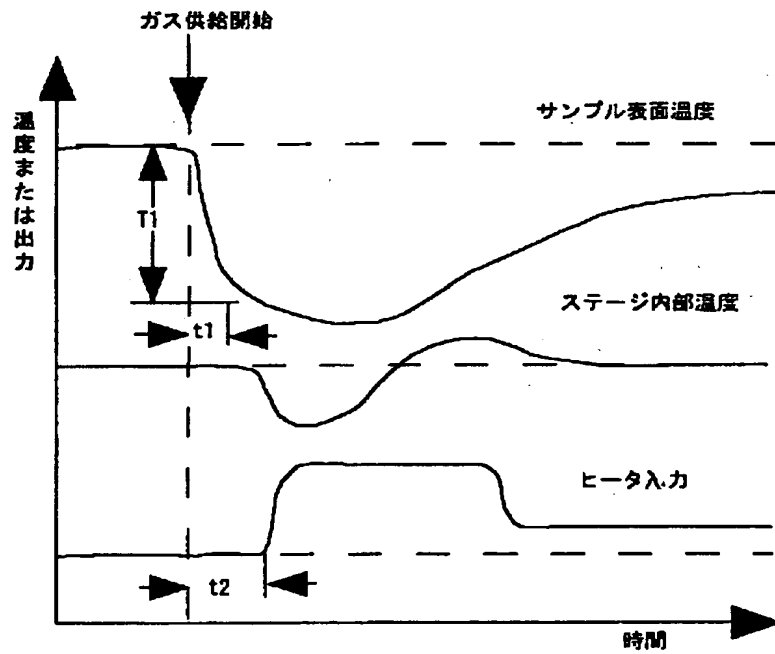 ガス供給開始
サンプル表面温度
温度または出力
T1
ステージ内部温度
t1
ヒータ入力
t2
時間